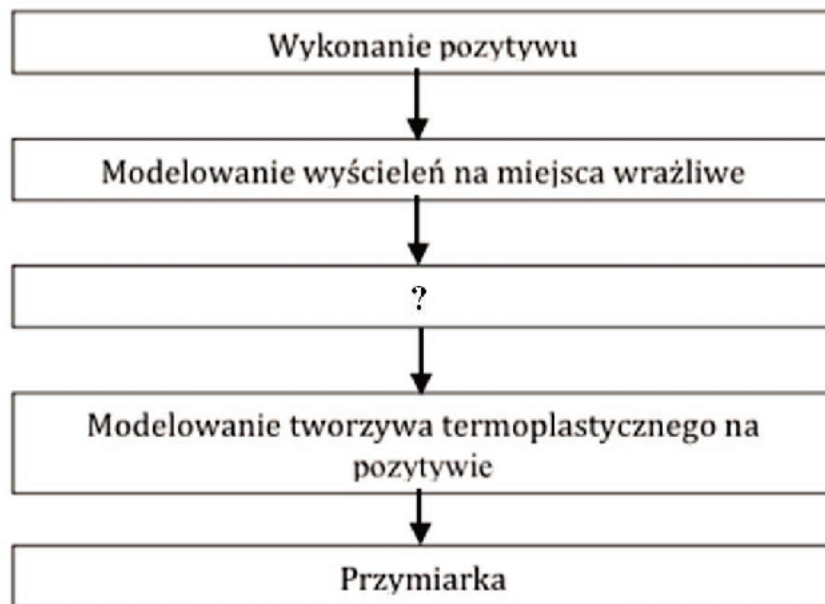 Wykonanie pozytywu
Modelowanie wyścieleń na miejsca wrażliwe
?
Modelowanie tworzywa termoplastycznego na
pozytywie
Przymiarka